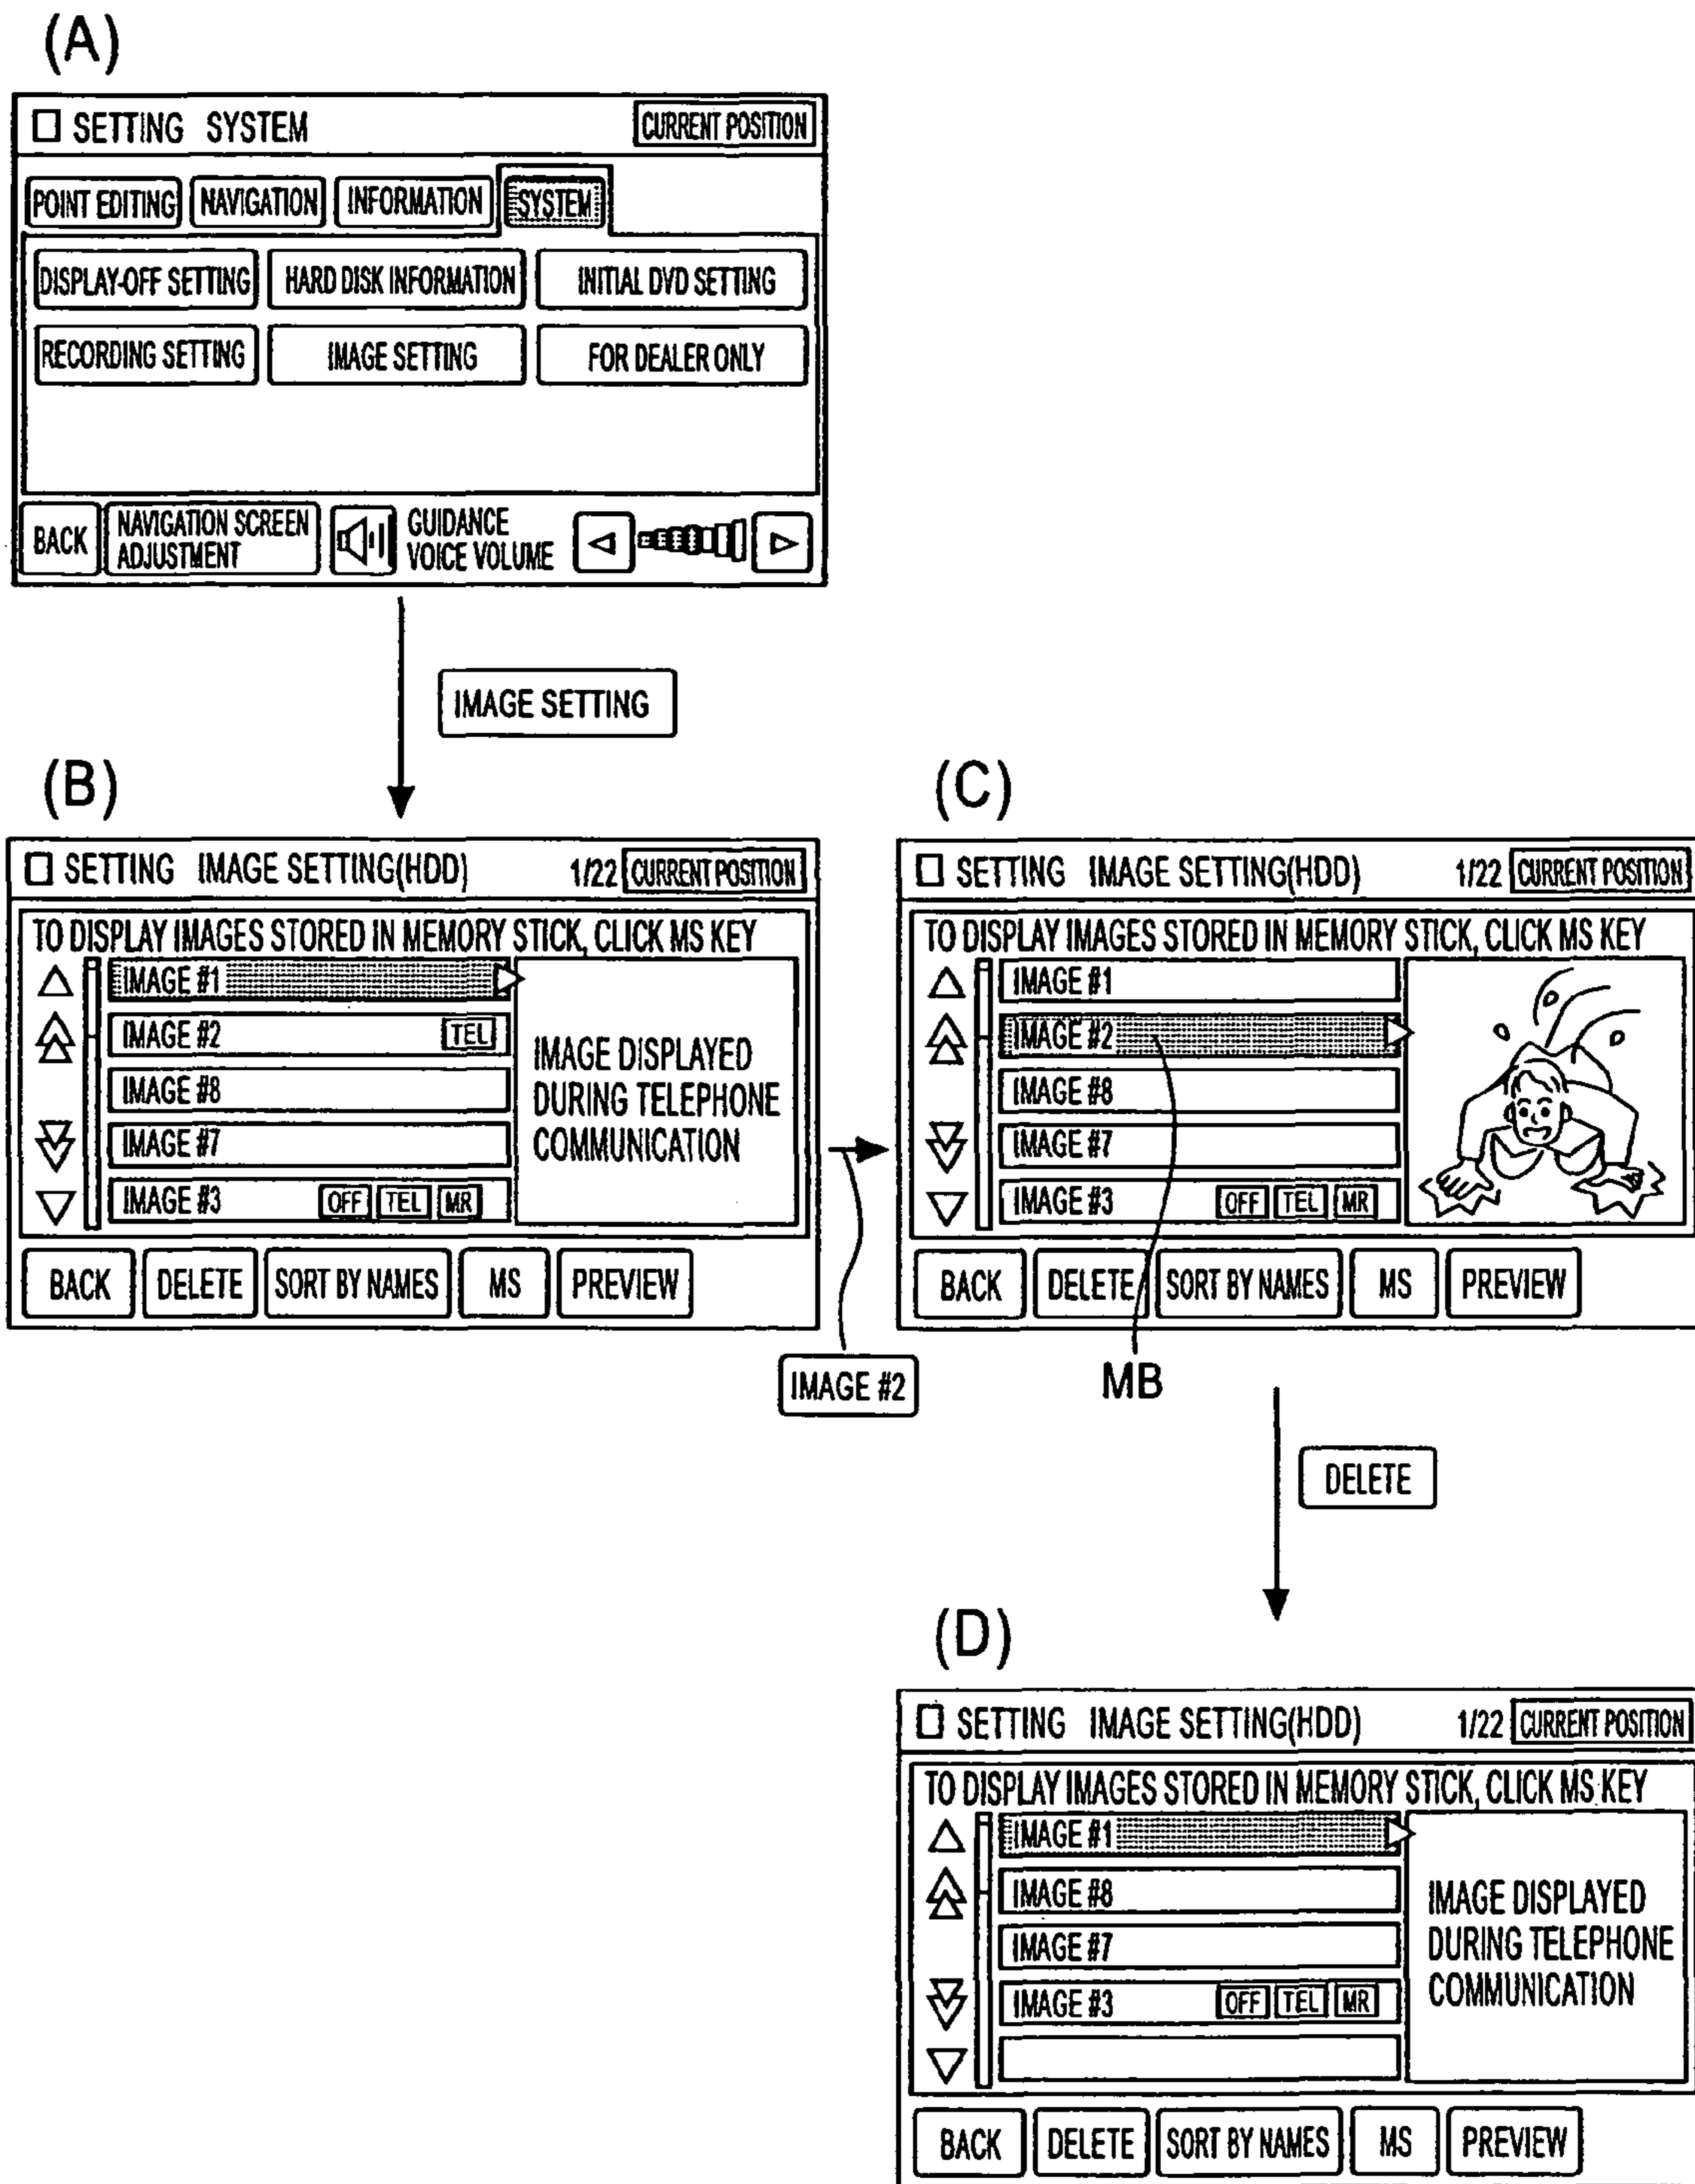 (A)
□ SETTING SYSTEM CURRENT POSITION
POINT EDITING NAVIGATION INFORMATION SYSTEM
DISPLAY-OFF SETTING HARD DISK INFORMATION INITIAL DVD SETTING
RECORDING SETTING IMAGE SETTING FOR DEALER ONLY
BACK NAVIGATION SCREEN ADJUSTMENT GUIDANCE VOICE VOLUME
IMAGE SETTING
(B)
□ SETTING IMAGE SETTING(HDD) 1/22 CURRENT POSITION
TO DISPLAY IMAGES STORED IN MEMORY STICK, CLICK MS KEY
IMAGE #1
IMAGE #2 TEL
IMAGE #8
IMAGE #7
IMAGE #3 OFF TEL MR
IMAGE DISPLAYED
DURING TELEPHONE
COMMUNICATION
BACK DELETE SORT BY NAMES MS PREVIEW
IMAGE #2
(C)
□ SETTING IMAGE SETTING(HDD) 1/22 CURRENT POSITION
TO DISPLAY IMAGES STORED IN MEMORY STICK, CLICK MS KEY
IMAGE #1
IMAGE #2
IMAGE #8
IMAGE #7
IMAGE #3 OFF TEL MR
BACK DELETE SORT BY NAMES MS PREVIEW
MB
DELETE
(D)
□ SETTING IMAGE SETTING(HDD) 1/22 CURRENT POSITION
TO DISPLAY IMAGES STORED IN MEMORY STICK, CLICK MS KEY
IMAGE #1
IMAGE #8
IMAGE #7
IMAGE #3 OFF TEL MR
IMAGE DISPLAYED
DURING TELEPHONE
COMMUNICATION
BACK DELETE SORT BY NAMES MS PREVIEW